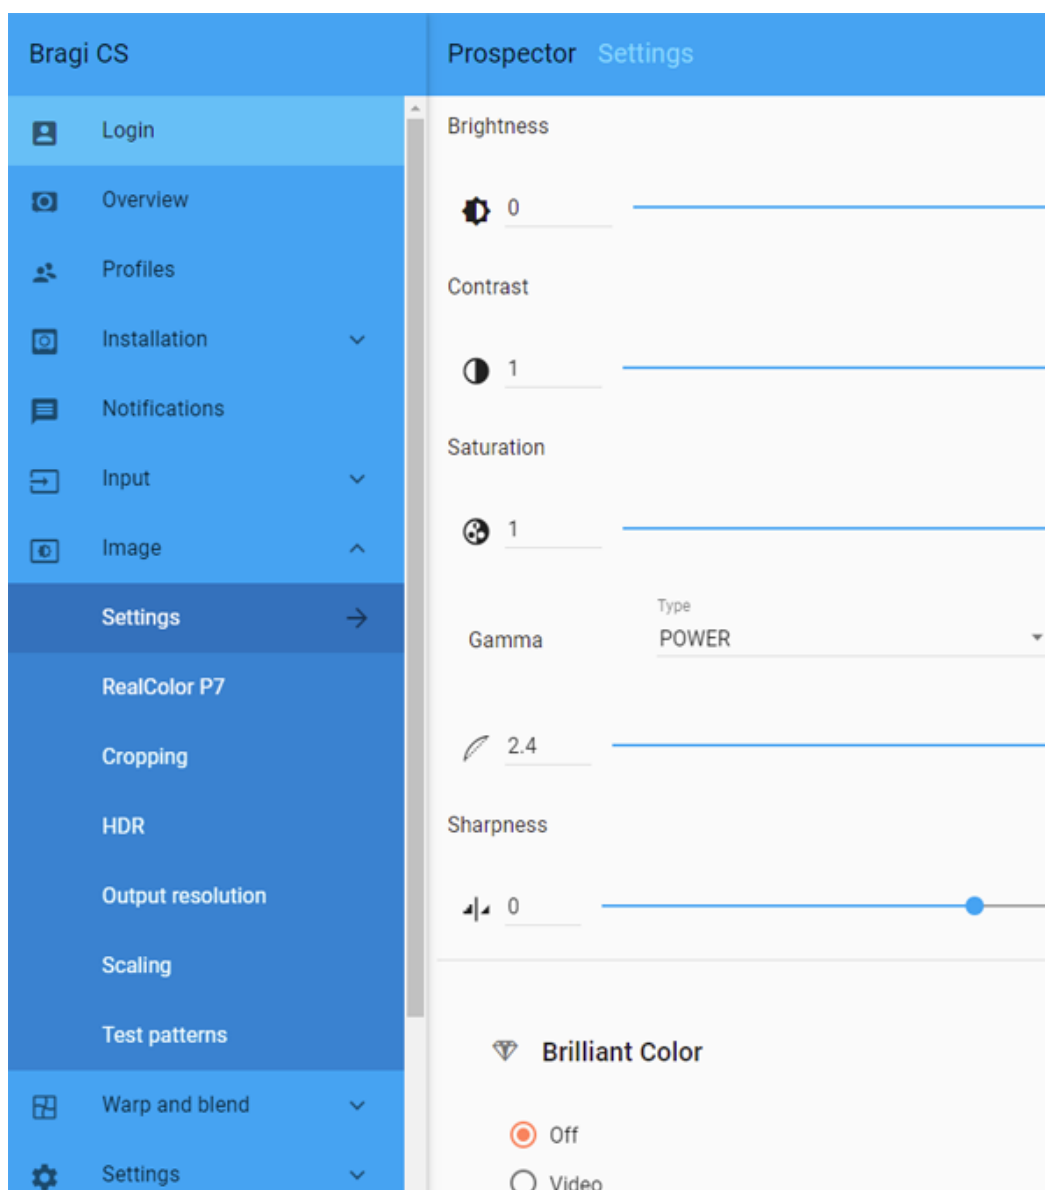 Bragi CS
Prospector Settings
Login
Overview
Profiles
Installation
Notifications
Input
Image
Settings
RealColor P7
Cropping
HDR
Output resolution
Scaling
Test patterns
Warp and blend
Settings
Brightness
0
Contrast
1
Saturation
1
Type
Gamma POWER
2.4
Sharpness
0
Brilliant Color
Off
Video